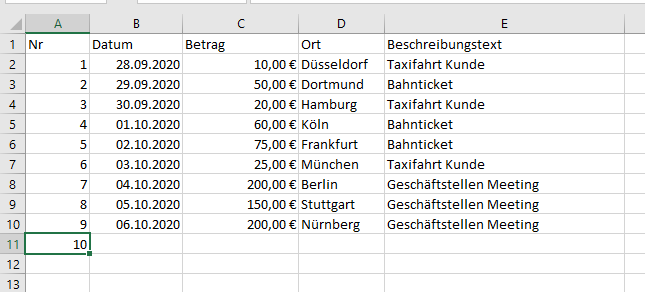 A B C D E
1 Nr Datum Betrag Ort Beschreibungstext
2 1 28.09.2020 10,00 € Düsseldorf Taxifahrt Kunde
3 2 29.09.2020 50,00 € Dortmund Bahnticket
4 3 30.09.2020 20,00 € Hamburg Taxifahrt Kunde
5 4 01.10.2020 60,00 € Köln Bahnticket
6 5 02.10.2020 75,00 € Frankfurt Bahnticket
7 6 03.10.2020 25,00 € München Taxifahrt Kunde
8 7 04.10.2020 200,00 € Berlin Geschäftstellen Meeting
9 8 05.10.2020 150,00 € Stuttgart Geschäftstellen Meeting
10 9 06.10.2020 200,00 € Nürnberg Geschäftstellen Meeting
11 10
12
13